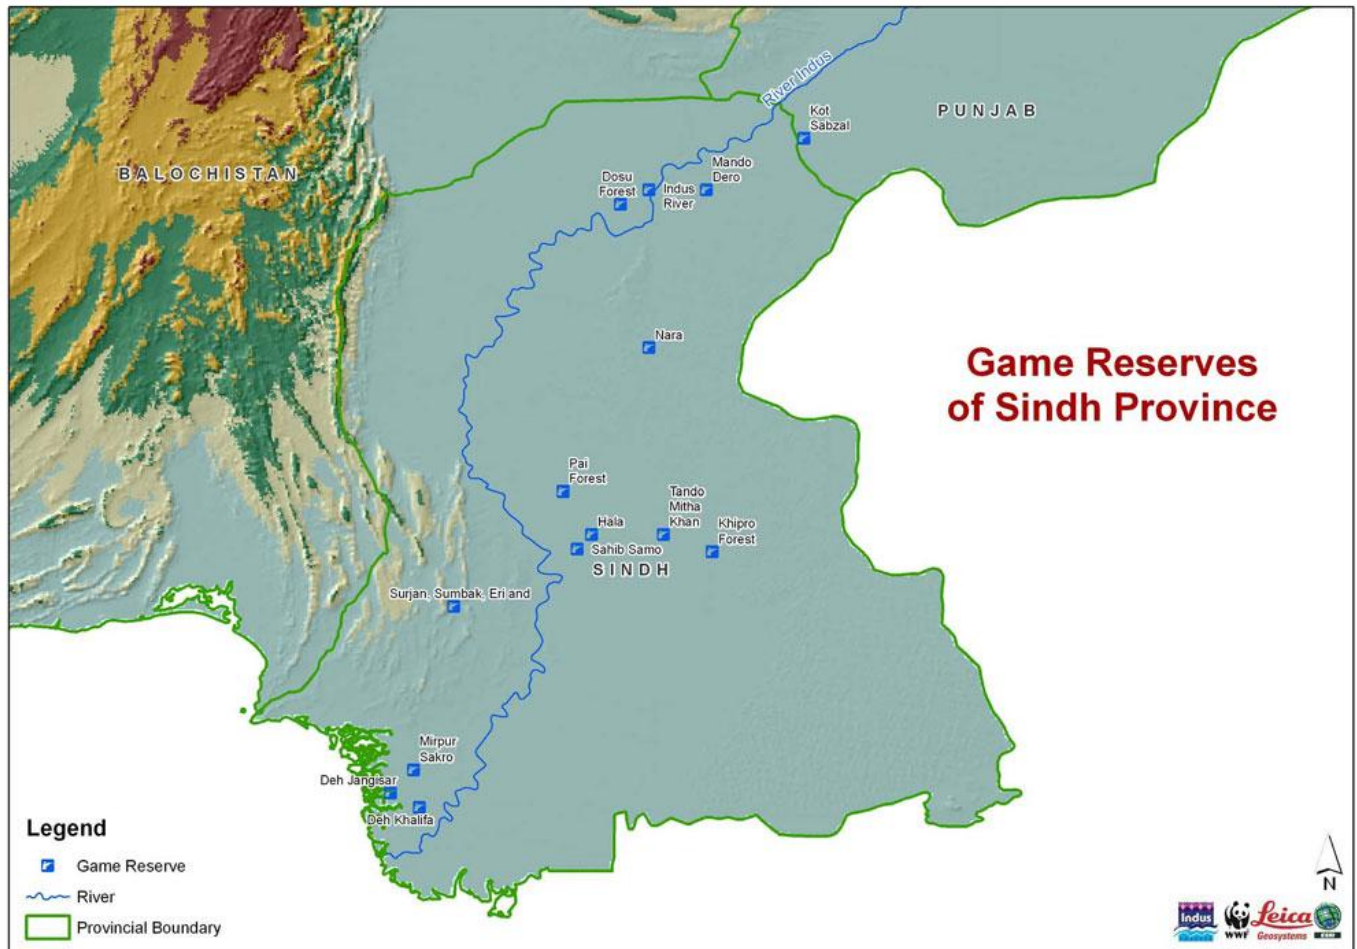 River Indus
PUNJAB
Kot
Sabzal
BALOCHISTAN
Dosu
Forest
Indus
River
Mando
Dero
Nara
Game Reserves
of Sindh Province
Pai
Forest
Hala
Tando
Mitha
Khan
Khipro
Forest
Sahib Samo
SINDH
Surjan, Sumbak, Eri and
Mirpur
Sakro
Deh Jangisar
Deh Khalifa
Legend
Game Reserve
River
Provincial Boundary
N
Indus
WWF
Leica
Geosystems